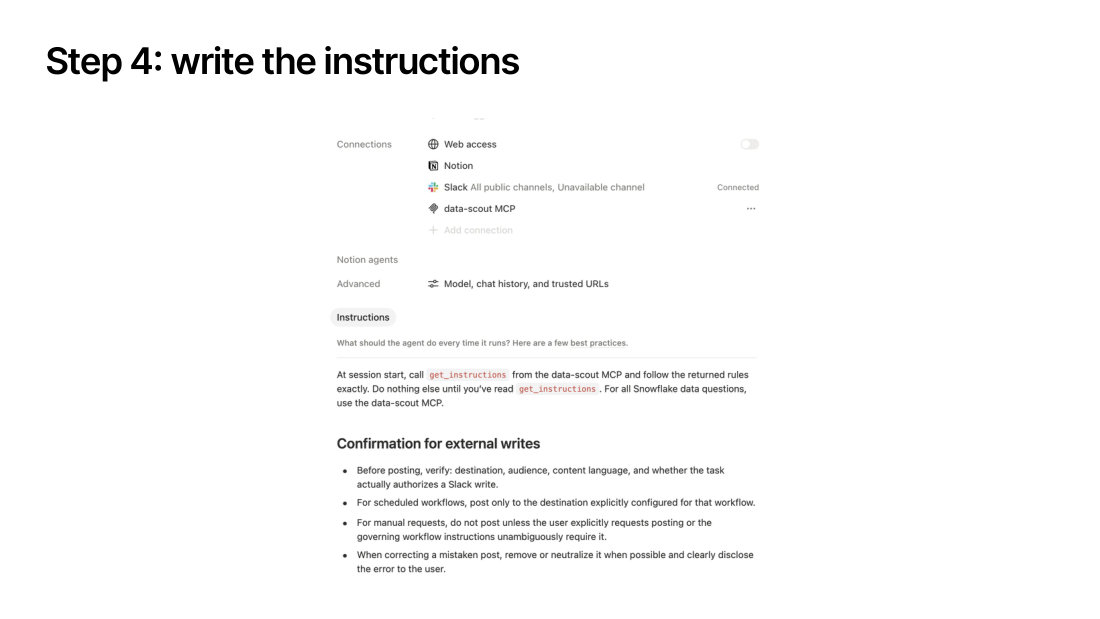 Step 4: write the instructions
Connections
Web access
Notion
Slack All public channels, Unavailable channel
Connected
data-scout MCP
Add connection
Notion agents
Advanced
Model, chat history, and trusted URLs
Instructions
What should the agent do every time it runs? Here are a few best practices.
At session start, call get_instructions from the data-scout MCP and follow the returned rules
exactly. Do nothing else until you've read get_instructions . For all Snowflake data questions,
use the data-scout MCP.
Confirmation for external writes
• Before posting, verify: destination, audience, content language, and whether the task
actually authorizes a Slack write.
• For scheduled workflows, post only to the destination explicitly configured for that workflow.
• For manual requests, do not post unless the user explicitly requests posting or the
governing workflow instructions unambiguously require it.
• When correcting a mistaken post, remove or neutralize it when possible and clearly disclose
the error to the user.